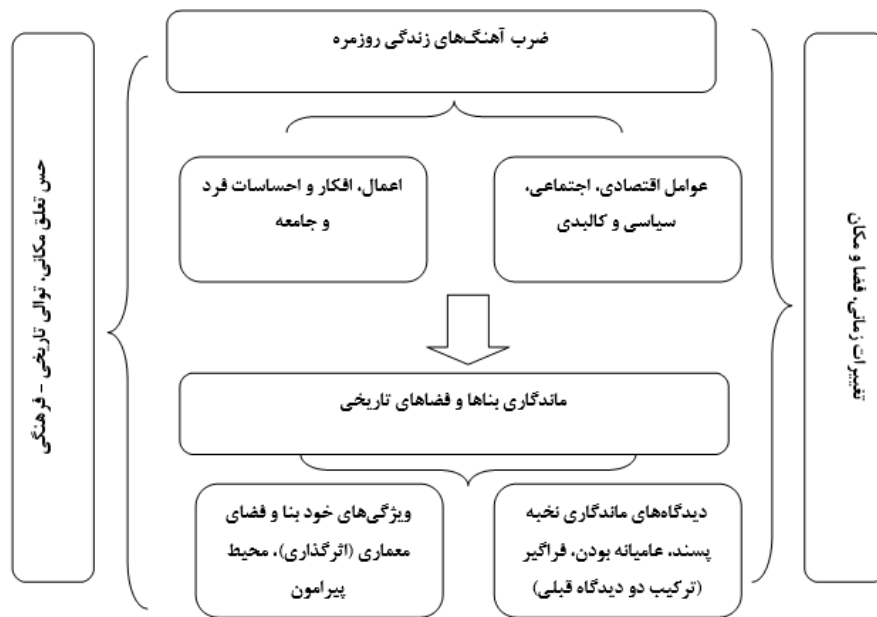 ضرب آهنگ‌های زندگی روزمره
تغییرات زمانی، فضا و مکان
حس تعلق مکانی، توالی تاریخی - فرهنگی
عوامل اقتصادی، اجتماعی،
سیاسی و کالبدی
اعمال، افکار و احساسات فرد
و جامعه
ماندگاری بناها و فضاهای تاریخی
دیدگاه‌های ماندگاری نخبه
پسند، عامیانه بودن، فراگیر
(ترکیب دو دیدگاه قبلی)
ویژگی‌های خود بنا و فضای
معماری (اثرگذاری)، محیط
پیرامون